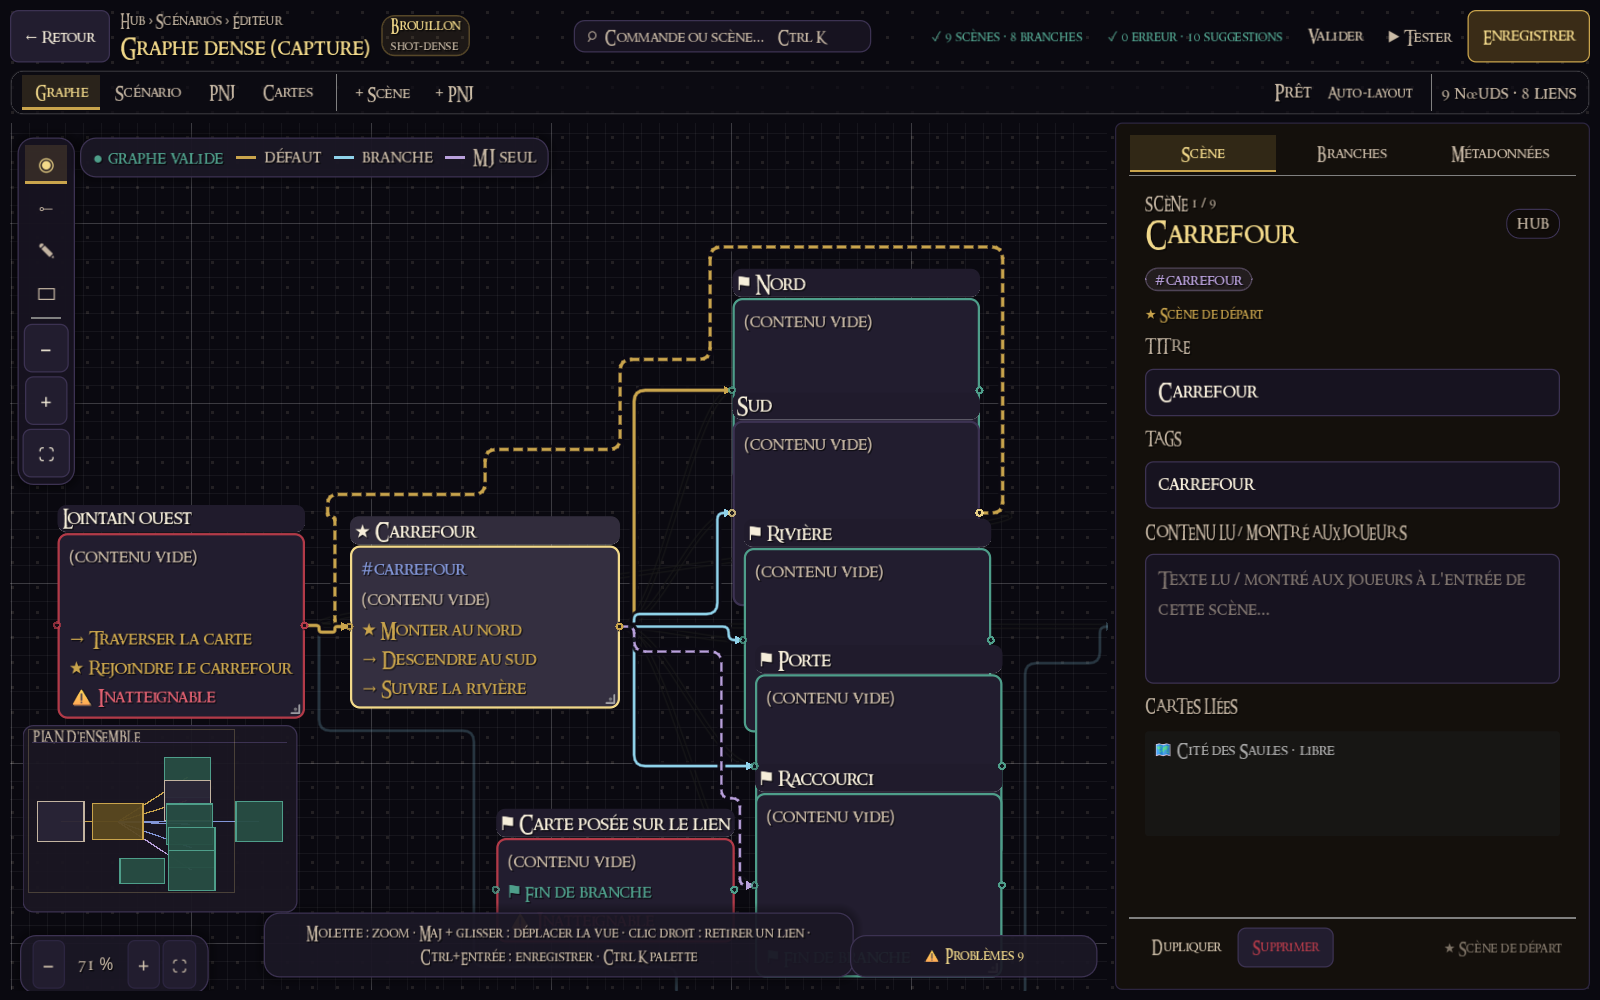 ← Retour
Hub › Scénarios › Éditeur
Graphe dense (capture)
Brouillon
shot-dense
Commande ou scène... Ctrl K
✓ 9 scènes · 8 branches
✓ 0 erreur · 10 suggestions
Valider
▶ Tester
Enregistrer
Graphe
Scénario
PNJ
Cartes
+ Scène
+ PNJ
Prêt
Auto-layout
9 nœuds · 8 liens
● Graphe valide
défaut
branche
MJ seul
Nord
(contenu vide)
Sud
(contenu vide)
Lointain ouest
(contenu vide)
→ Traverser la carte
★ Rejoindre le carrefour
⚠ Inatteignable
★ Carrefour
#carrefour
(contenu vide)
★ Monter au nord
→ Descendre au sud
→ Suivre la rivière
Rivière
(contenu vide)
Porte
(contenu vide)
Raccourci
(contenu vide)
Carte posée sur le lien
(contenu vide)
Fin de branche
Plan d'ensemble
− 71 % +
Molette : zoom · Maj + glisser : déplacer la vue · clic droit : retirer un lien ·
Ctrl+Entrée : enregistrer · Ctrl K palette
⚠ Problèmes 9
Scène
Branches
Métadonnées
Scène 1 / 9
Carrefour
hub
#carrefour
★ Scène de départ
Titre
Carrefour
Tags
carrefour
Contenu lu / montré aux joueurs
Texte lu / montré aux joueurs à l'entrée de
cette scène...
Cartes liées
Cité des Saules · libre
Dupliquer
Supprimer
★ Scène de départ